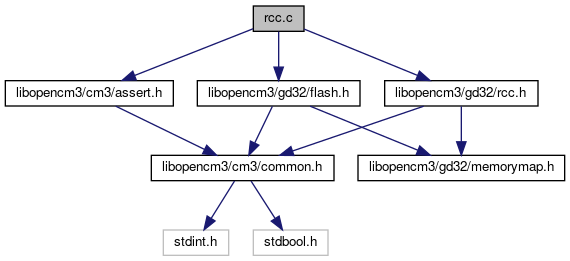 rcc.c
libopencm3/cm3/assert.h
libopencm3/gd32/flash.h
libopencm3/gd32/rcc.h
libopencm3/cm3/common.h
libopencm3/gd32/memorymap.h
stdint.h
stdbool.h